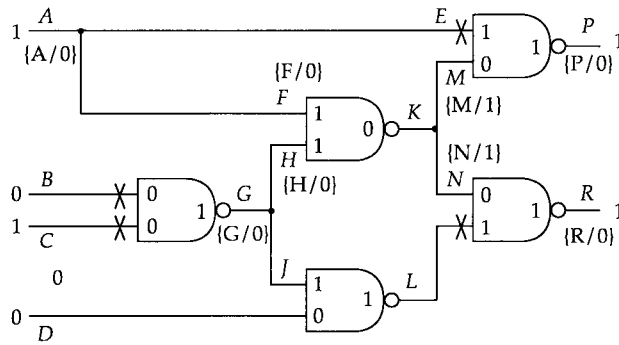 A E P
1 1 1 1
{A/0} 0 {P/0}
{F/0} M
F K {M/1}
1 0
1
H {N/1}
{H/0} N R
B 0 1 1
0 0 G 1 {R/0}
1 0 1
C {G/0}
0 J L
1 1
0 0
D